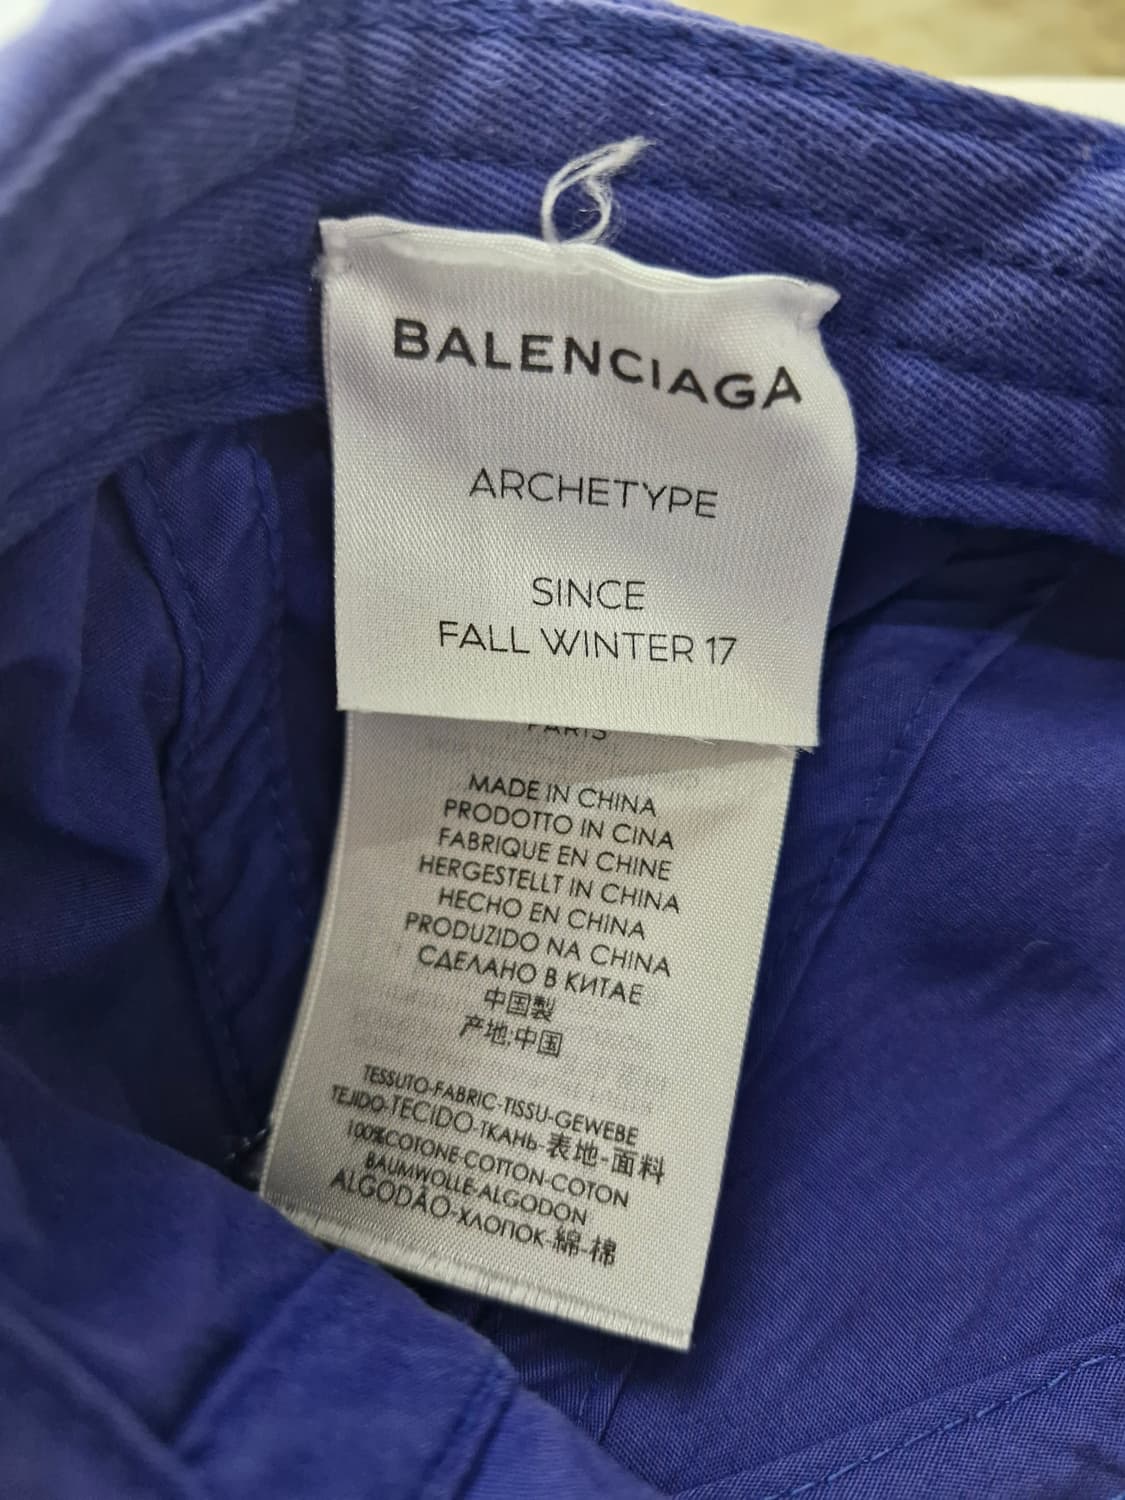 BALENCIAGA
ARCHETYPE
SINCE
FALL WINTER 17
PARIS
MADE IN CHINA
PRODOTTO IN CINA
FABRIQUE EN CHINE
HERGESTELLT IN CHINA
HECHO EN CHINA
PRODUZIDO NA CHINA
СДЕЛАНО В КИТАЕ
中国製
产地:中国
TESSUTO-FABRIC-TISSU-GEWEBE
TEJIDO-TECIDO-ТКАНЬ-表地-面料
100%COTONE-COTTON-COTON
BAUMWOLLE-ALGODON
ALGODÃO-ХЛОПОК-綿-棉